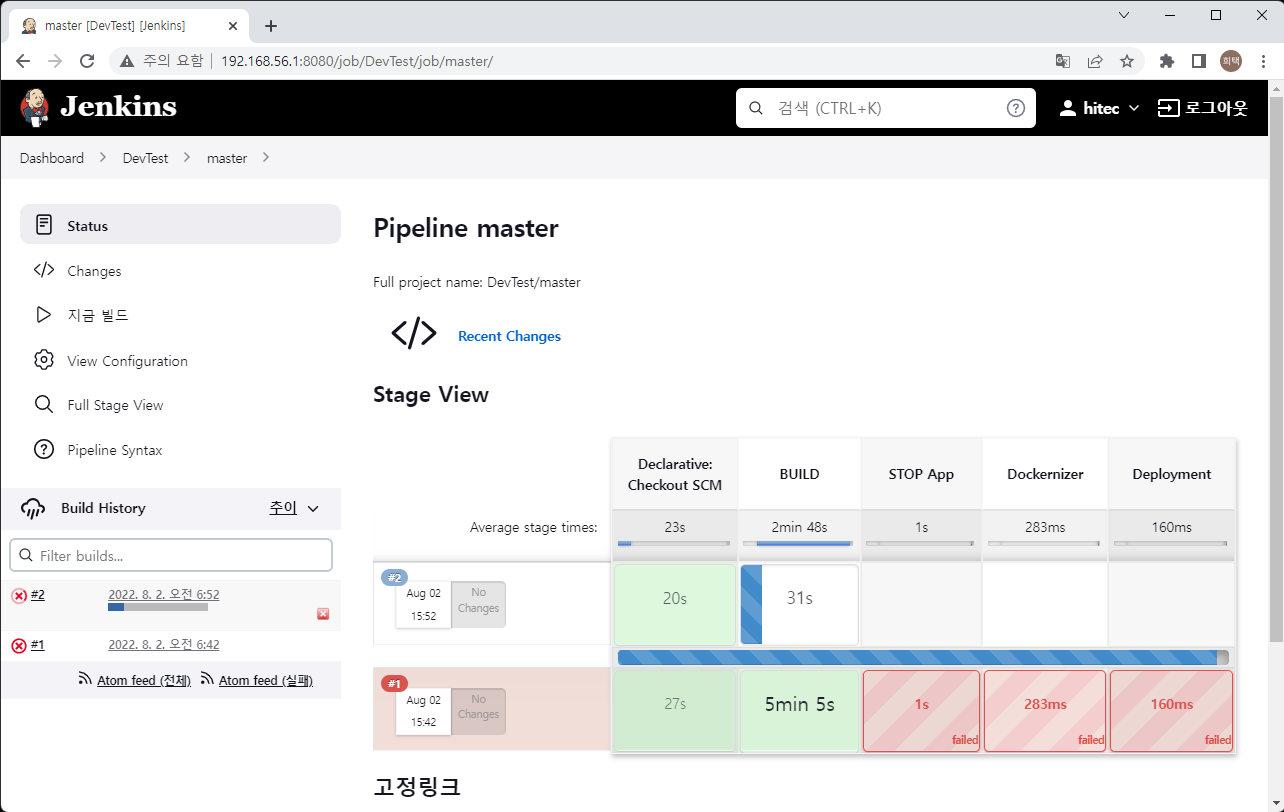 master [DevTest] [Jenkins]
주의 요함 | 192.168.56.1:8080/job/DevTest/job/master/
희택
Jenkins
검색 (CTRL+K)
hitec
로그아웃
Dashboard > DevTest > master >
Status
Changes
지금 빌드
View Configuration
Full Stage View
Pipeline Syntax
Build History
추이
Filter builds...
#2
2022. 8. 2. 오전 6:52
#1
2022. 8. 2. 오전 6:42
Atom feed (전체)
Atom feed (실패)
Pipeline master
Full project name: DevTest/master
Recent Changes
Stage View
Declarative:
Checkout SCM
BUILD
STOP App
Dockernizer
Deployment
Average stage times:
23s
2min 48s
1s
283ms
160ms
#2
Aug 02
15:52
No
Changes
20s
31s
#1
Aug 02
15:42
No
Changes
27s
5min 5s
1s
failed
283ms
failed
160ms
failed
고정링크